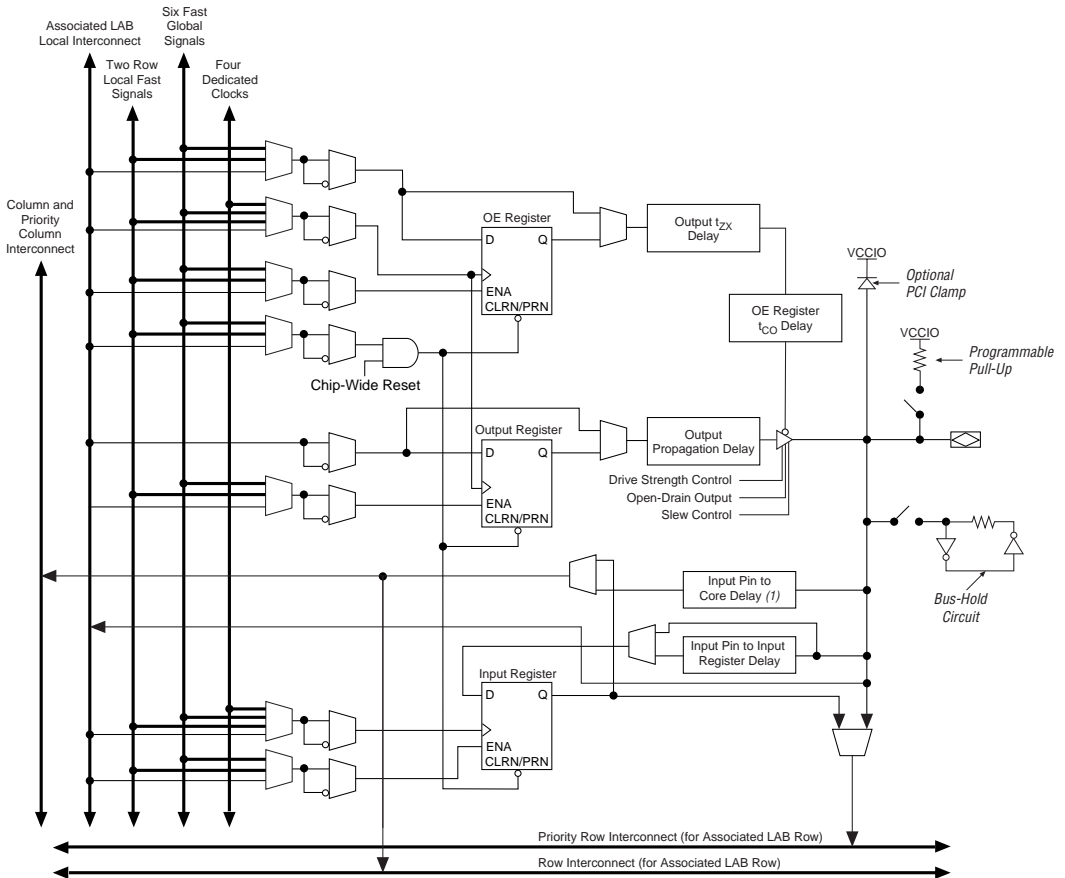 Associated LAB
Local Interconnect
Six Fast
Global
Signals
Two Row
Local Fast
Signals
Four
Dedicated
Clocks
Column and
Priority
Column
Interconnect
OE Register
D
Q
ENA
CLRN/PRN
Output tZX
Delay
VCCIO
Optional
PCI Clamp
OE Register
tCO Delay
VCCIO
Programmable
Pull-Up
Chip-Wide Reset
Output Register
D
Q
ENA
CLRN/PRN
Output
Propagation Delay
Drive Strength Control
Open-Drain Output
Slew Control
Input Pin to
Core Delay (1)
Bus-Hold
Circuit
Input Pin to Input
Register Delay
Input Register
D
Q
ENA
CLRN/PRN
Priority Row Interconnect (for Associated LAB Row)
Row Interconnect (for Associated LAB Row)